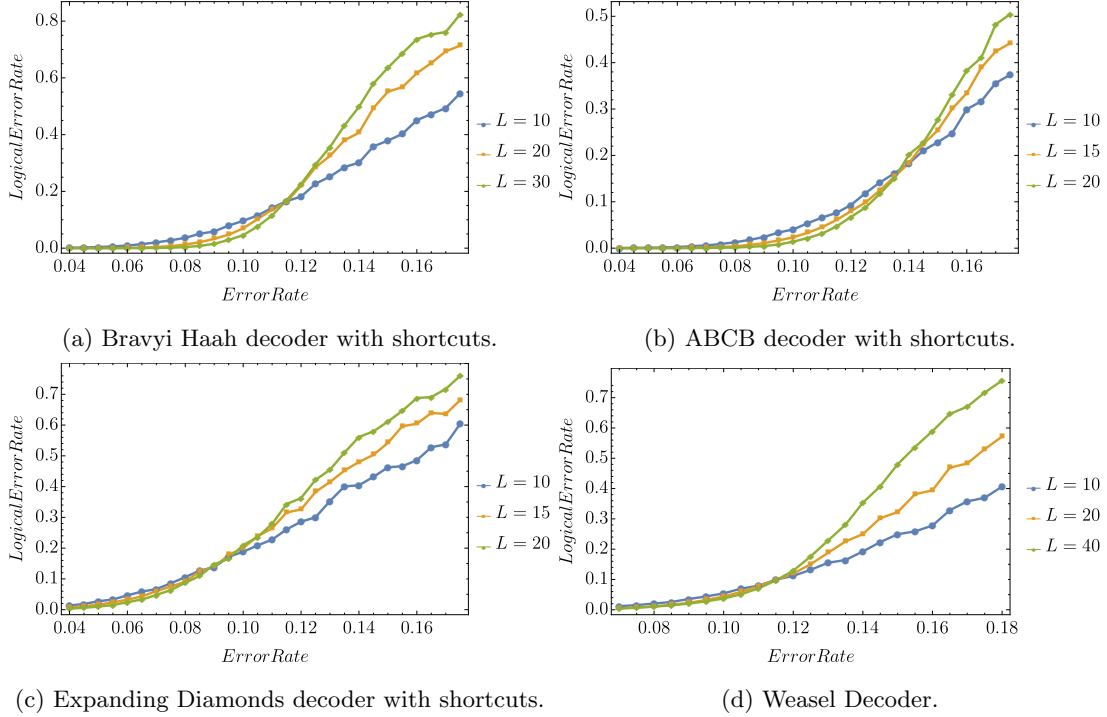 0.8
0.6
0.4
0.2
0.0
LogicalErrorRate
0.04 0.06 0.08 0.10 0.12 0.14 0.16
ErrorRate
L = 10
L = 20
L = 30
(a) Bravyi Haah decoder with shortcuts.
0.5
0.4
0.3
0.2
0.1
0.0
LogicalErrorRate
0.04 0.06 0.08 0.10 0.12 0.14 0.16
ErrorRate
L = 10
L = 15
L = 20
(b) ABCB decoder with shortcuts.
0.7
0.6
0.5
0.4
0.3
0.2
0.1
0.0
LogicalErrorRate
0.04 0.06 0.08 0.10 0.12 0.14 0.16
ErrorRate
L = 10
L = 15
L = 20
(c) Expanding Diamonds decoder with shortcuts.
0.7
0.6
0.5
0.4
0.3
0.2
0.1
0.0
LogicalErrorRate
0.08 0.10 0.12 0.14 0.16 0.18
ErrorRate
L = 10
L = 20
L = 40
(d) Weasel Decoder.